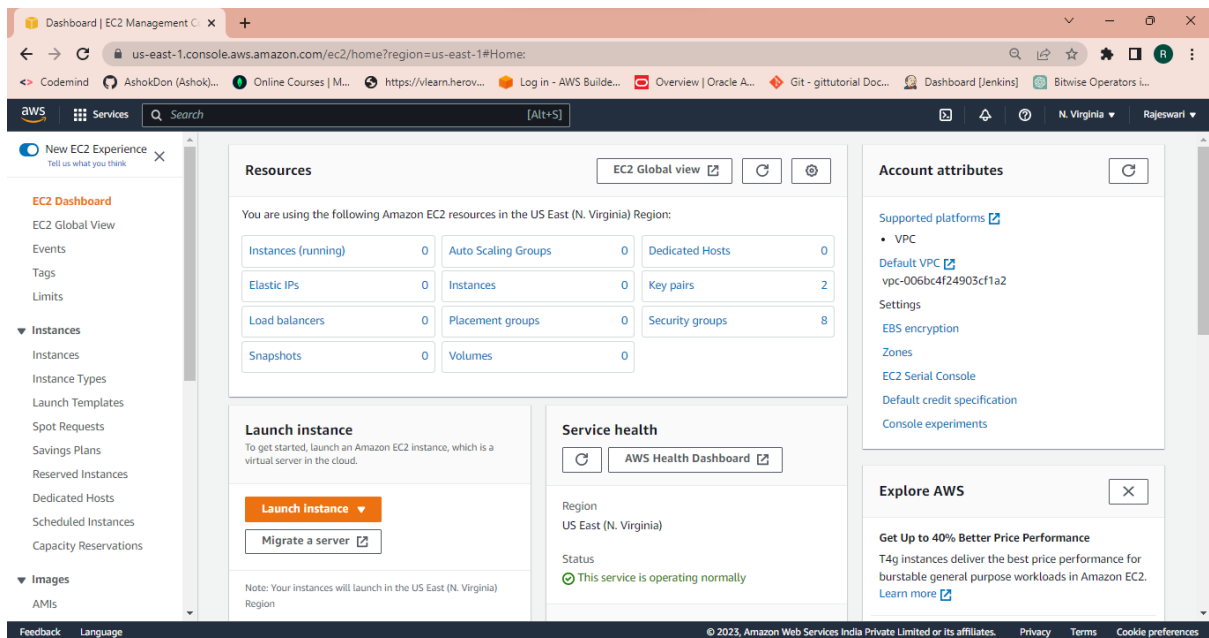 Dashboard | EC2 Management C
us-east-1.console.aws.amazon.com/ec2/home?region=us-east-1#Home:
R
<> Codemind
AshokDon (Ashok)...
Online Courses | M...
https://vlearn.herov...
Log in - AWS Builde...
Overview | Oracle A...
Git - gittutorial Doc...
Dashboard [Jenkins]
Bitwise Operators i...
aws
Services
Search
[Alt+S]
N. Virginia
Rajeswari
New EC2 Experience
Tell us what you think
EC2 Dashboard
EC2 Global View
Events
Tags
Limits
Instances
Instances
Instance Types
Launch Templates
Spot Requests
Savings Plans
Reserved Instances
Dedicated Hosts
Scheduled Instances
Capacity Reservations
Images
AMIs
Resources
EC2 Global view
You are using the following Amazon EC2 resources in the US East (N. Virginia) Region:
Instances (running) 0
Auto Scaling Groups 0
Dedicated Hosts 0
Elastic IPs 0
Instances 0
Key pairs 2
Load balancers 0
Placement groups 0
Security groups 8
Snapshots 0
Volumes 0
Launch instance
To get started, launch an Amazon EC2 instance, which is a
virtual server in the cloud.
Launch instance
Migrate a server
Note: Your instances will launch in the US East (N. Virginia)
Region
Service health
AWS Health Dashboard
Region
US East (N. Virginia)
Status
This service is operating normally
Account attributes
Supported platforms
• VPC
Default VPC
vpc-006bc4f24903cf1a2
Settings
EBS encryption
Zones
EC2 Serial Console
Default credit specification
Console experiments
Explore AWS
Get Up to 40% Better Price Performance
T4g instances deliver the best price performance for
burstable general purpose workloads in Amazon EC2.
Learn more
Feedback
Language
© 2023, Amazon Web Services India Private Limited or its affiliates.
Privacy
Terms
Cookie preferences